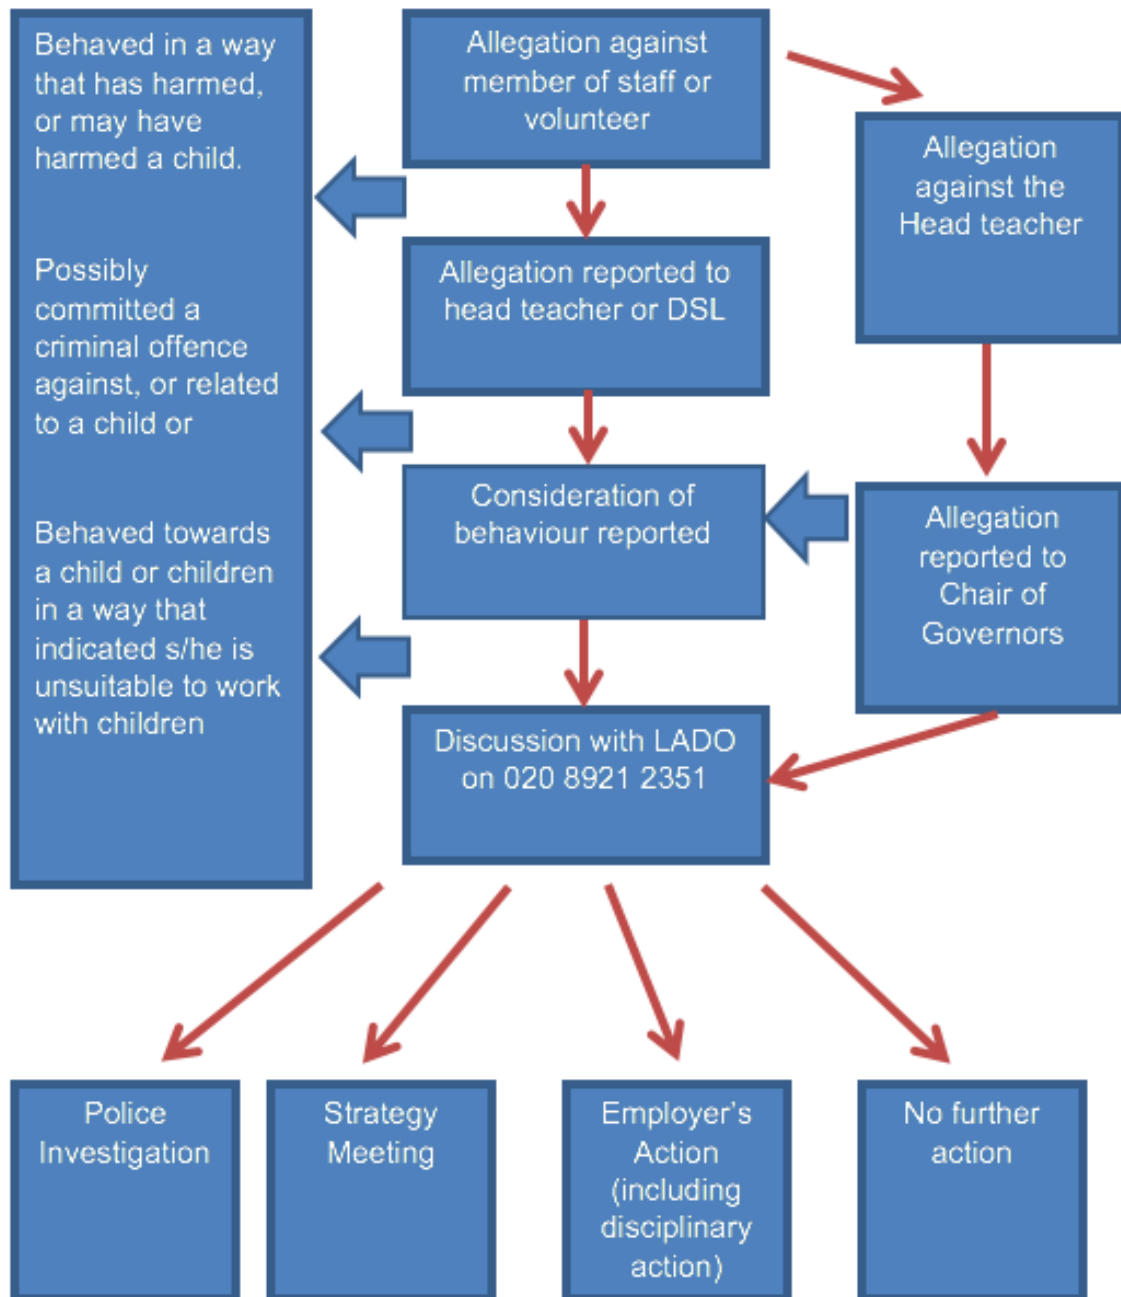 Behaved in a way
that has harmed,
or may have
harmed a child.
Possibly
committed a
criminal offence
against, or related
to a child or
Behaved towards
a child or children
in a way that
indicated s/he is
unsuitable to work
with children
Allegation against
member of staff or
volunteer
Allegation
against the
Head teacher
Allegation reported to
head teacher or DSL
Consideration of
behaviour reported
Allegation
reported to
Chair of
Governors
Discussion with LADO
on 020 8921 2351
Police
Investigation
Strategy
Meeting
Employer’s
Action
(including
disciplinary
action)
No further
action